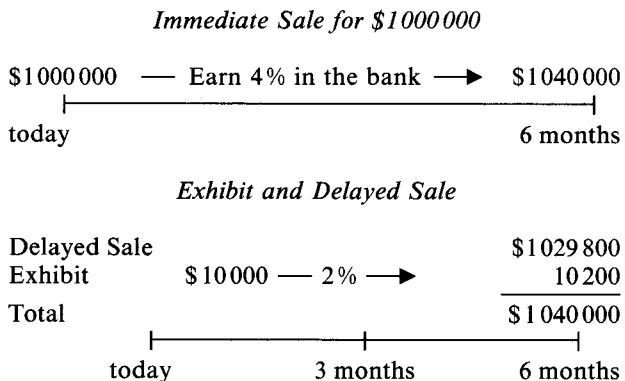 Immediate Sale for $1000000
$1000000 — Earn 4% in the bank → $1040000
today 6 months
Exhibit and Delayed Sale
Delayed Sale $1029800
Exhibit $10000 — 2% → 10200
Total $1040000
today 3 months 6 months